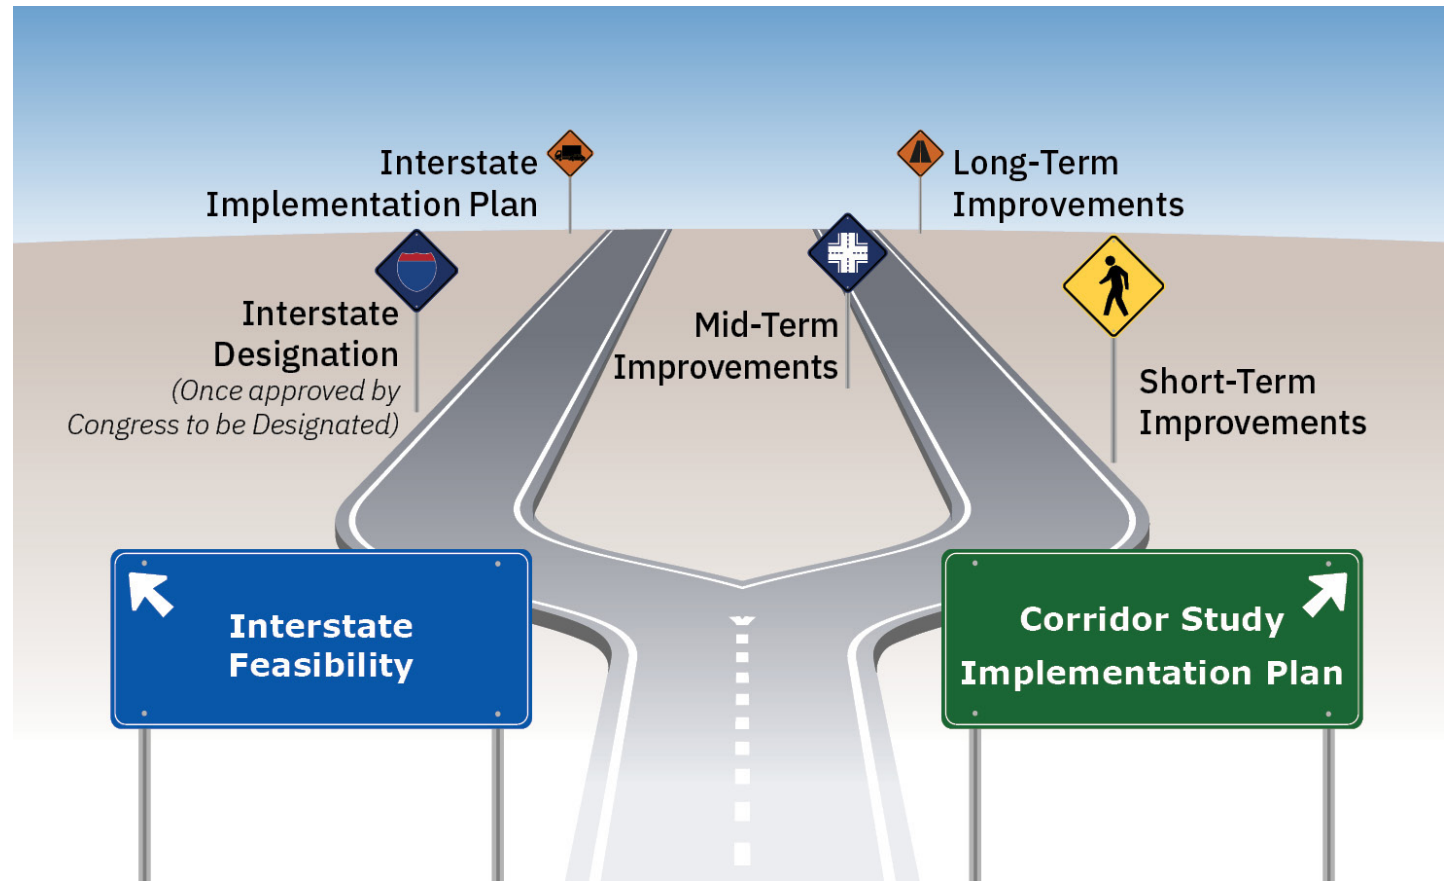 Interstate
Implementation Plan
Long-Term
Improvements
Interstate
Designation
(Once approved by
Congress to be Designated)
Mid-Term
Improvements
Short-Term
Improvements
Interstate
Feasibility
Corridor Study
Implementation Plan